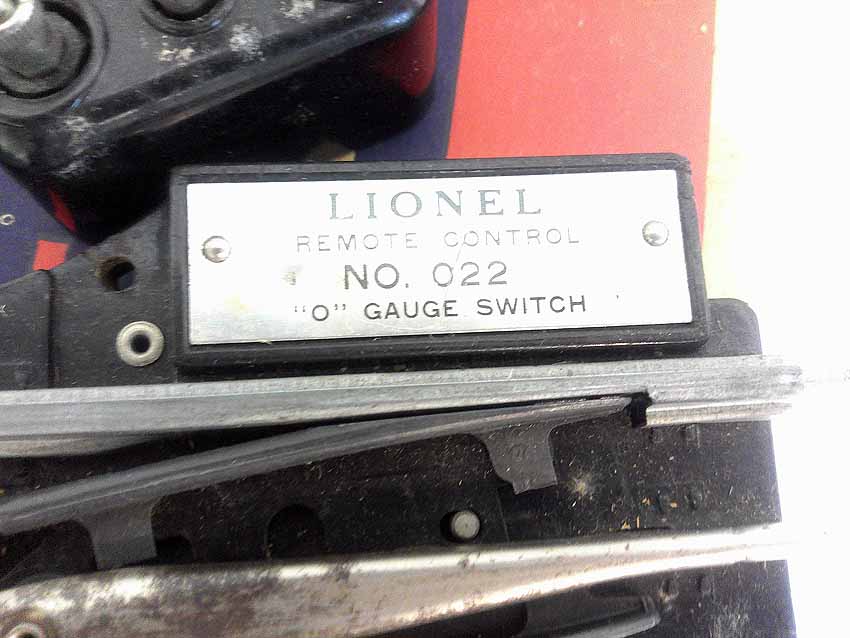 LIONEL
REMOTE CONTROL
NO. 022
"O" GAUGE SWITCH